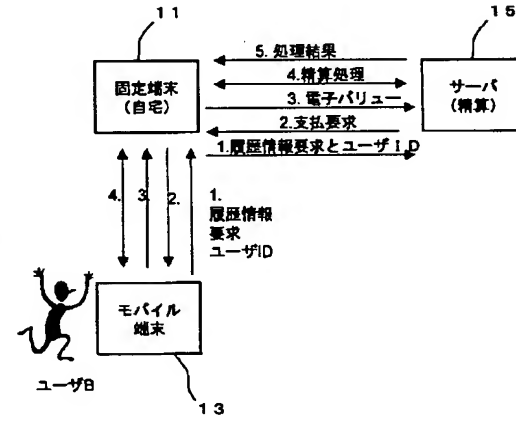 11
15
固定端末
(自宅)
5. 処理結果
4.精算処理
3. 電子バリュー
2.支払要求
1.履歴情報要求とユーザID
サーバ
(精算)
4.
3.
2.
1.
履歴情報
要求
ユーザID
モバイル
端末
ユーザB
13